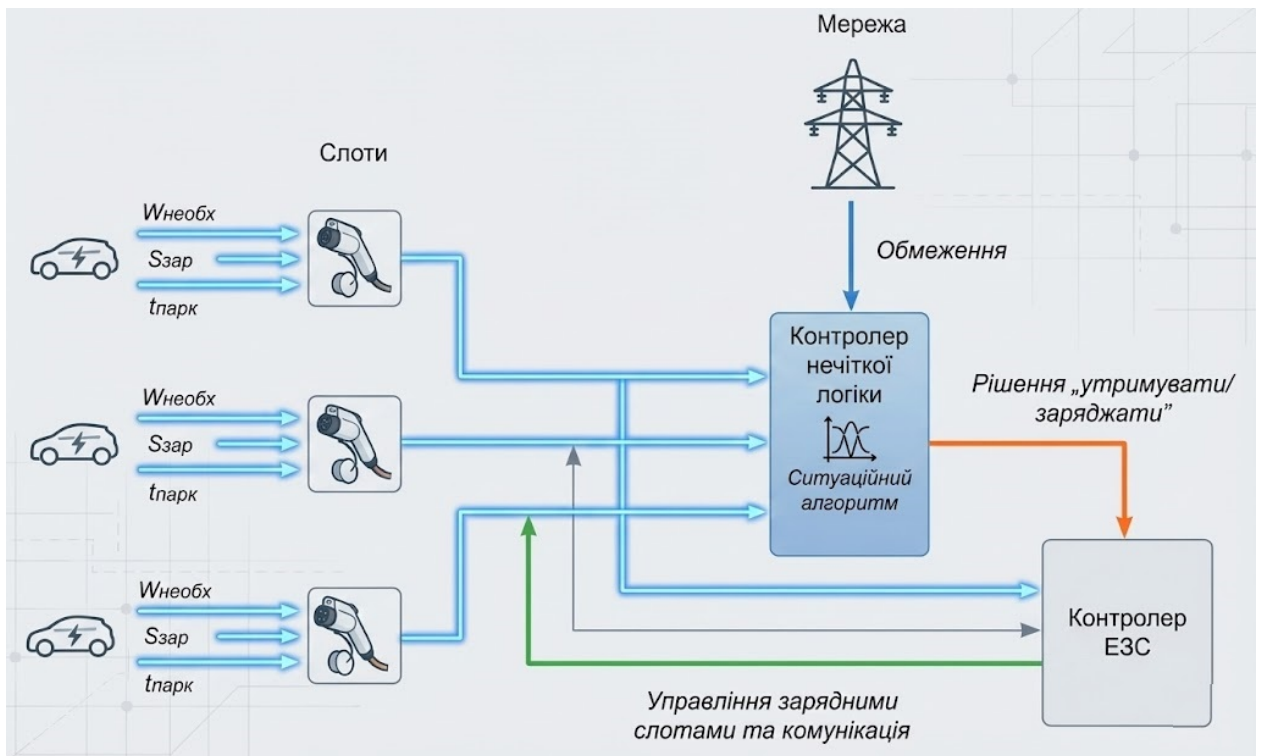 Мережа
Слоти
Обмеження
Wнеобх
Sзар
tпарк
Wнеобх
Sзар
tпарк
Wнеобх
Sзар
tпарк
Контролер
нечіткої
логіки
Ситуаційний
алгоритм
Рішення „утримувати/
заряджати”
Контролер
ЕЗС
Управління зарядними
слотами та комунікація